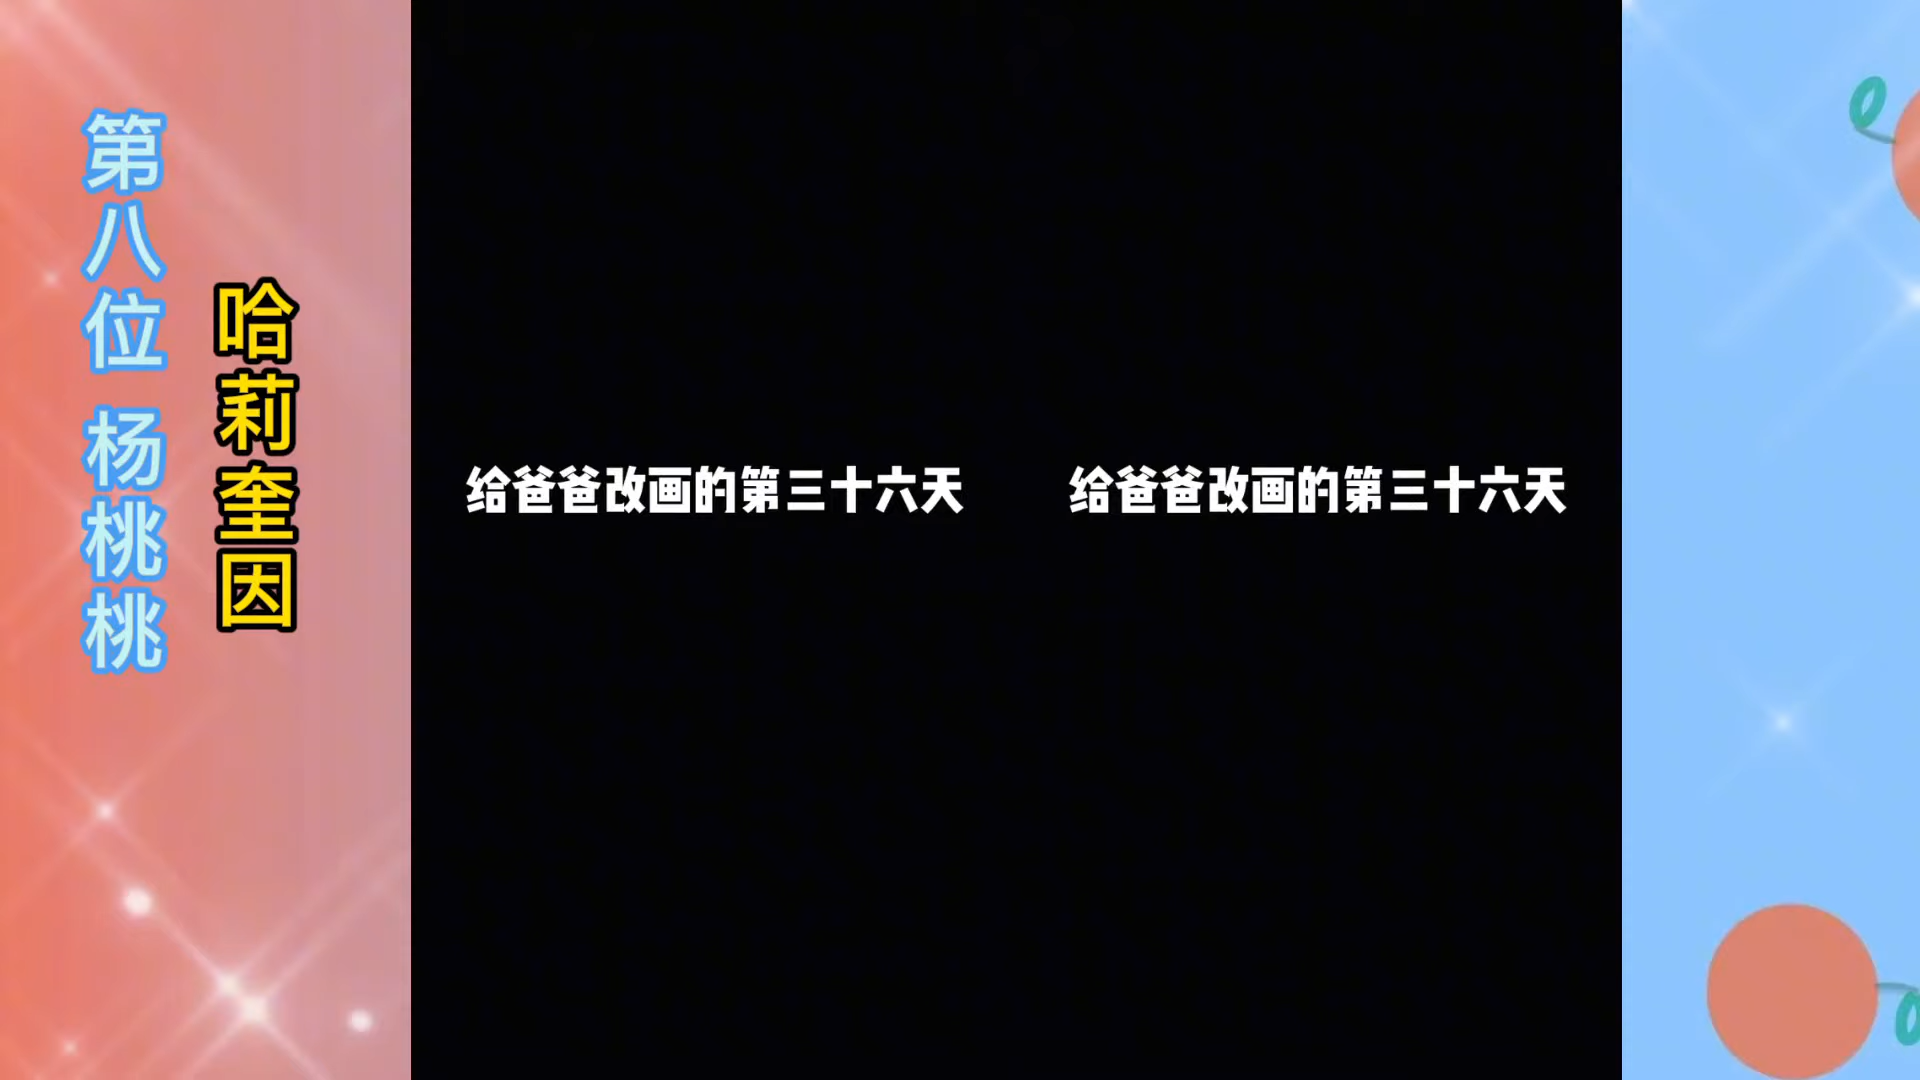 第八位 杨桃桃
哈莉奎因
给爸爸改画的第三十六天
给爸爸改画的第三十六天